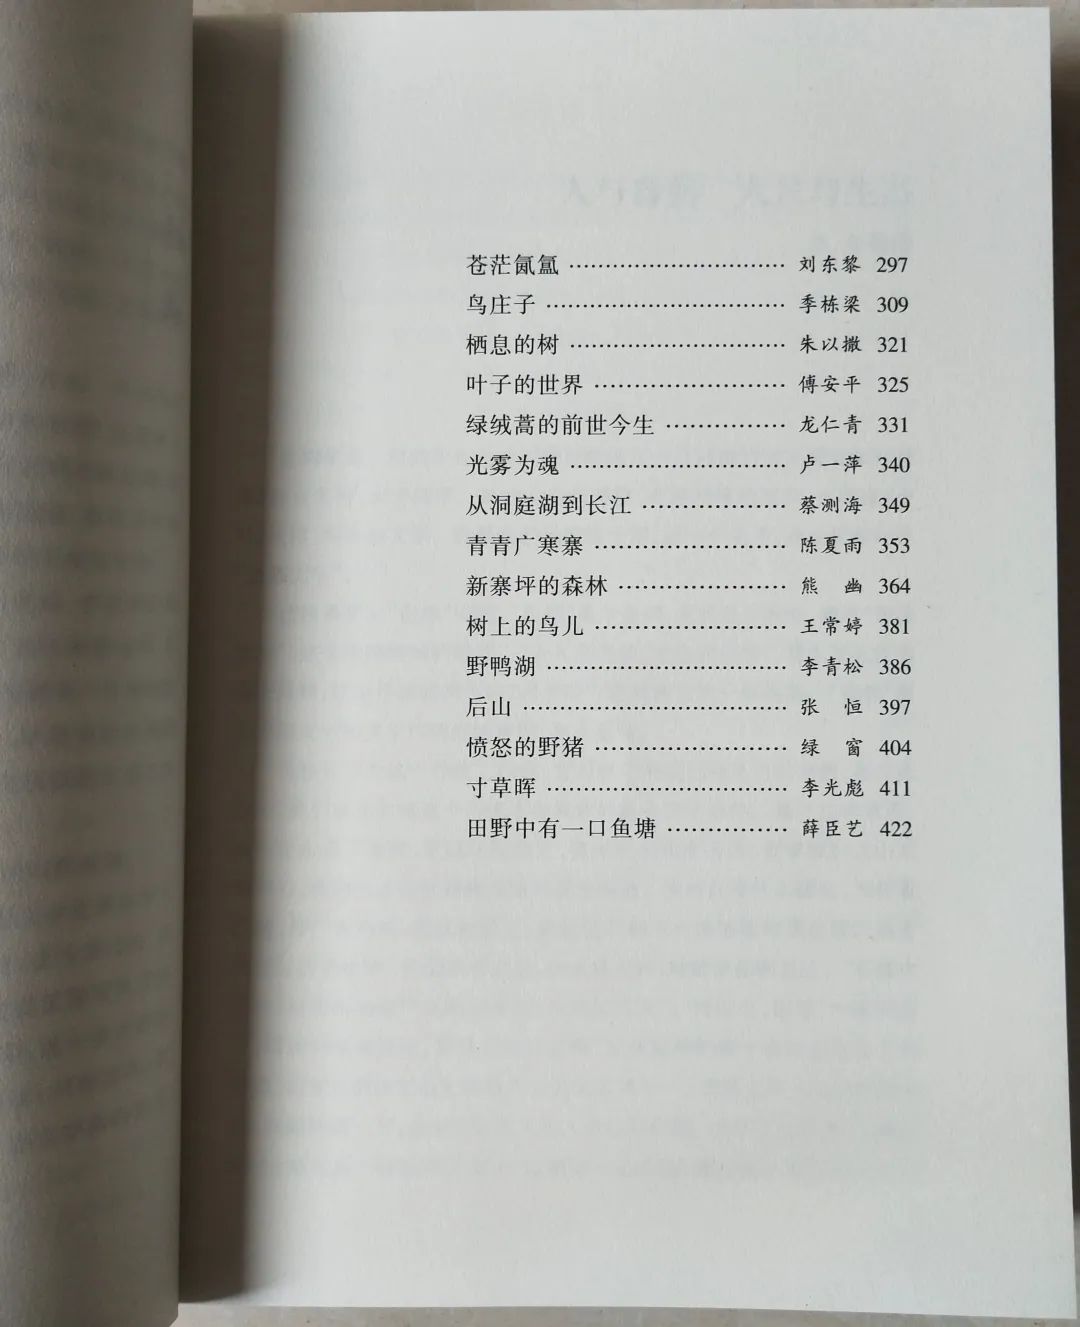 苍茫氤氲 ………………………… 刘东黎 297
鸟庄子 …………………………… 季栋梁 309
栖息的树 ………………………… 朱以撒 321
叶子的世界 ……………………… 傅安平 325
绿绒蒿的前世今生 …………… 龙仁青 331
光雾为魂 ………………………… 卢一萍 340
从洞庭湖到长江 ……………… 蔡测海 349
青青广寒寨 ……………………… 陈夏雨 353
新寨坪的森林 ………………… 熊 幽 364
树上的鸟儿 ……………………… 王常婷 381
野鸭湖 …………………………… 李青松 386
后山 ……………………………… 张 恒 397
愤怒的野猪 ……………………… 绿 窗 404
寸草晖 …………………………… 李光彪 411
田野中有一口鱼塘 …………… 薛臣艺 422